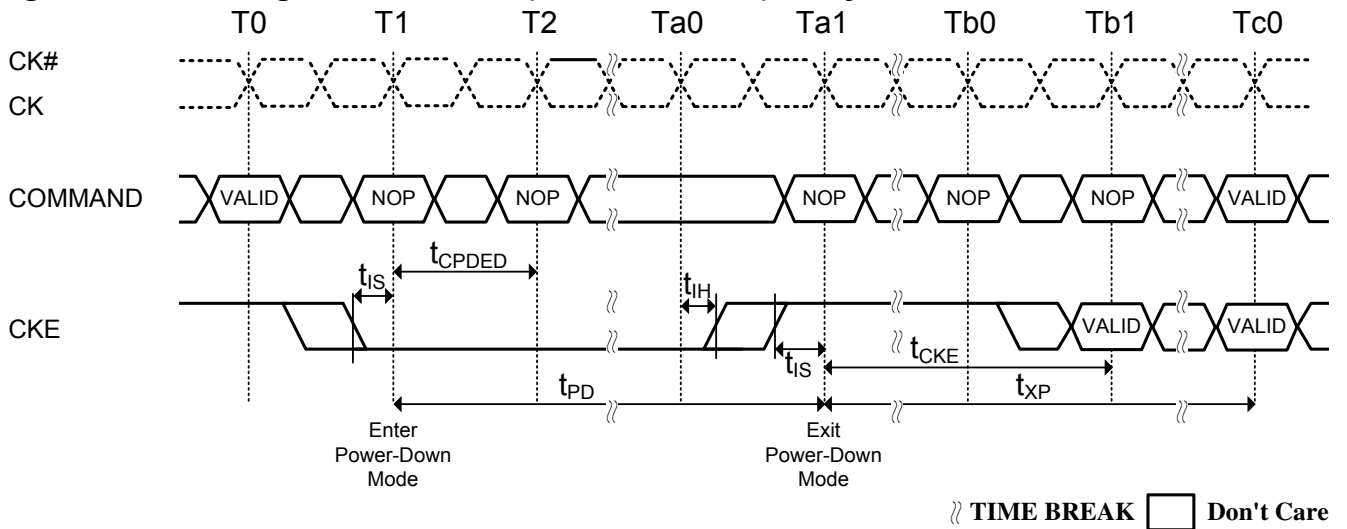 T0 T1 T2 Ta0 Ta1 Tb0 Tb1 Tc0
CK#
CK
COMMAND VALID NOP NOP NOP NOP NOP VALID
tCPDED
tIS tIH
CKE VALID VALID
tIS tCKE
tPD tXP
Enter
Power-Down
Mode
Exit
Power-Down
Mode
TIME BREAK Don't Care